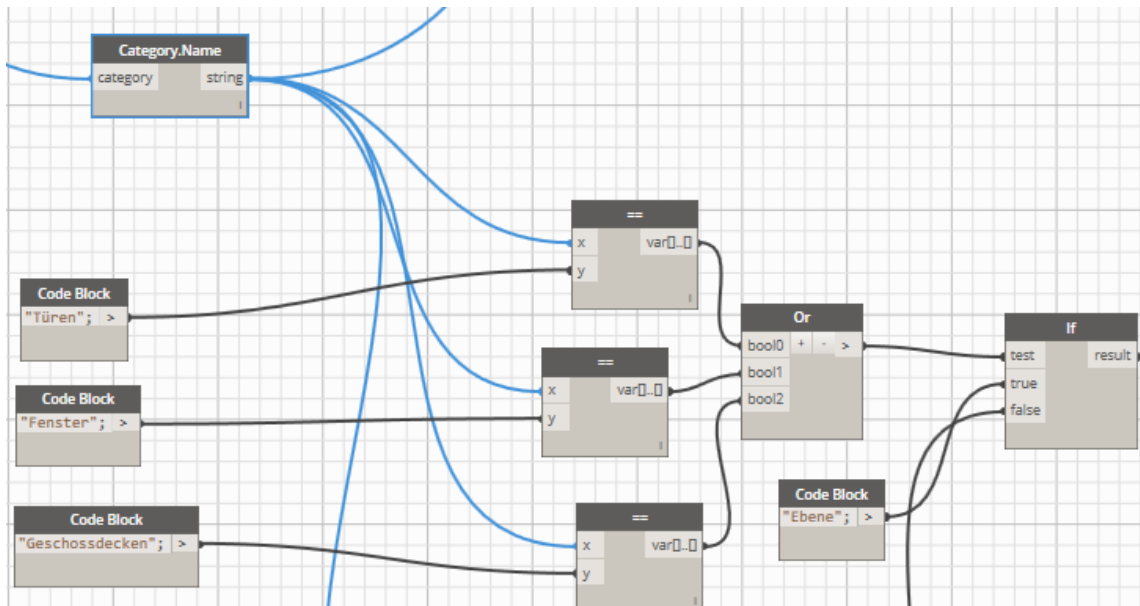 Category.Name
category string
==
x var[]..[]
y
Code Block
"Türen"; >
Or
bool0 + - >
bool1
bool2
If
test result
true
false
==
x var[]..[]
y
Code Block
"Fenster"; >
Code Block
"Ebene"; >
==
x var[]..[]
y
Code Block
"Geschossdecken"; >